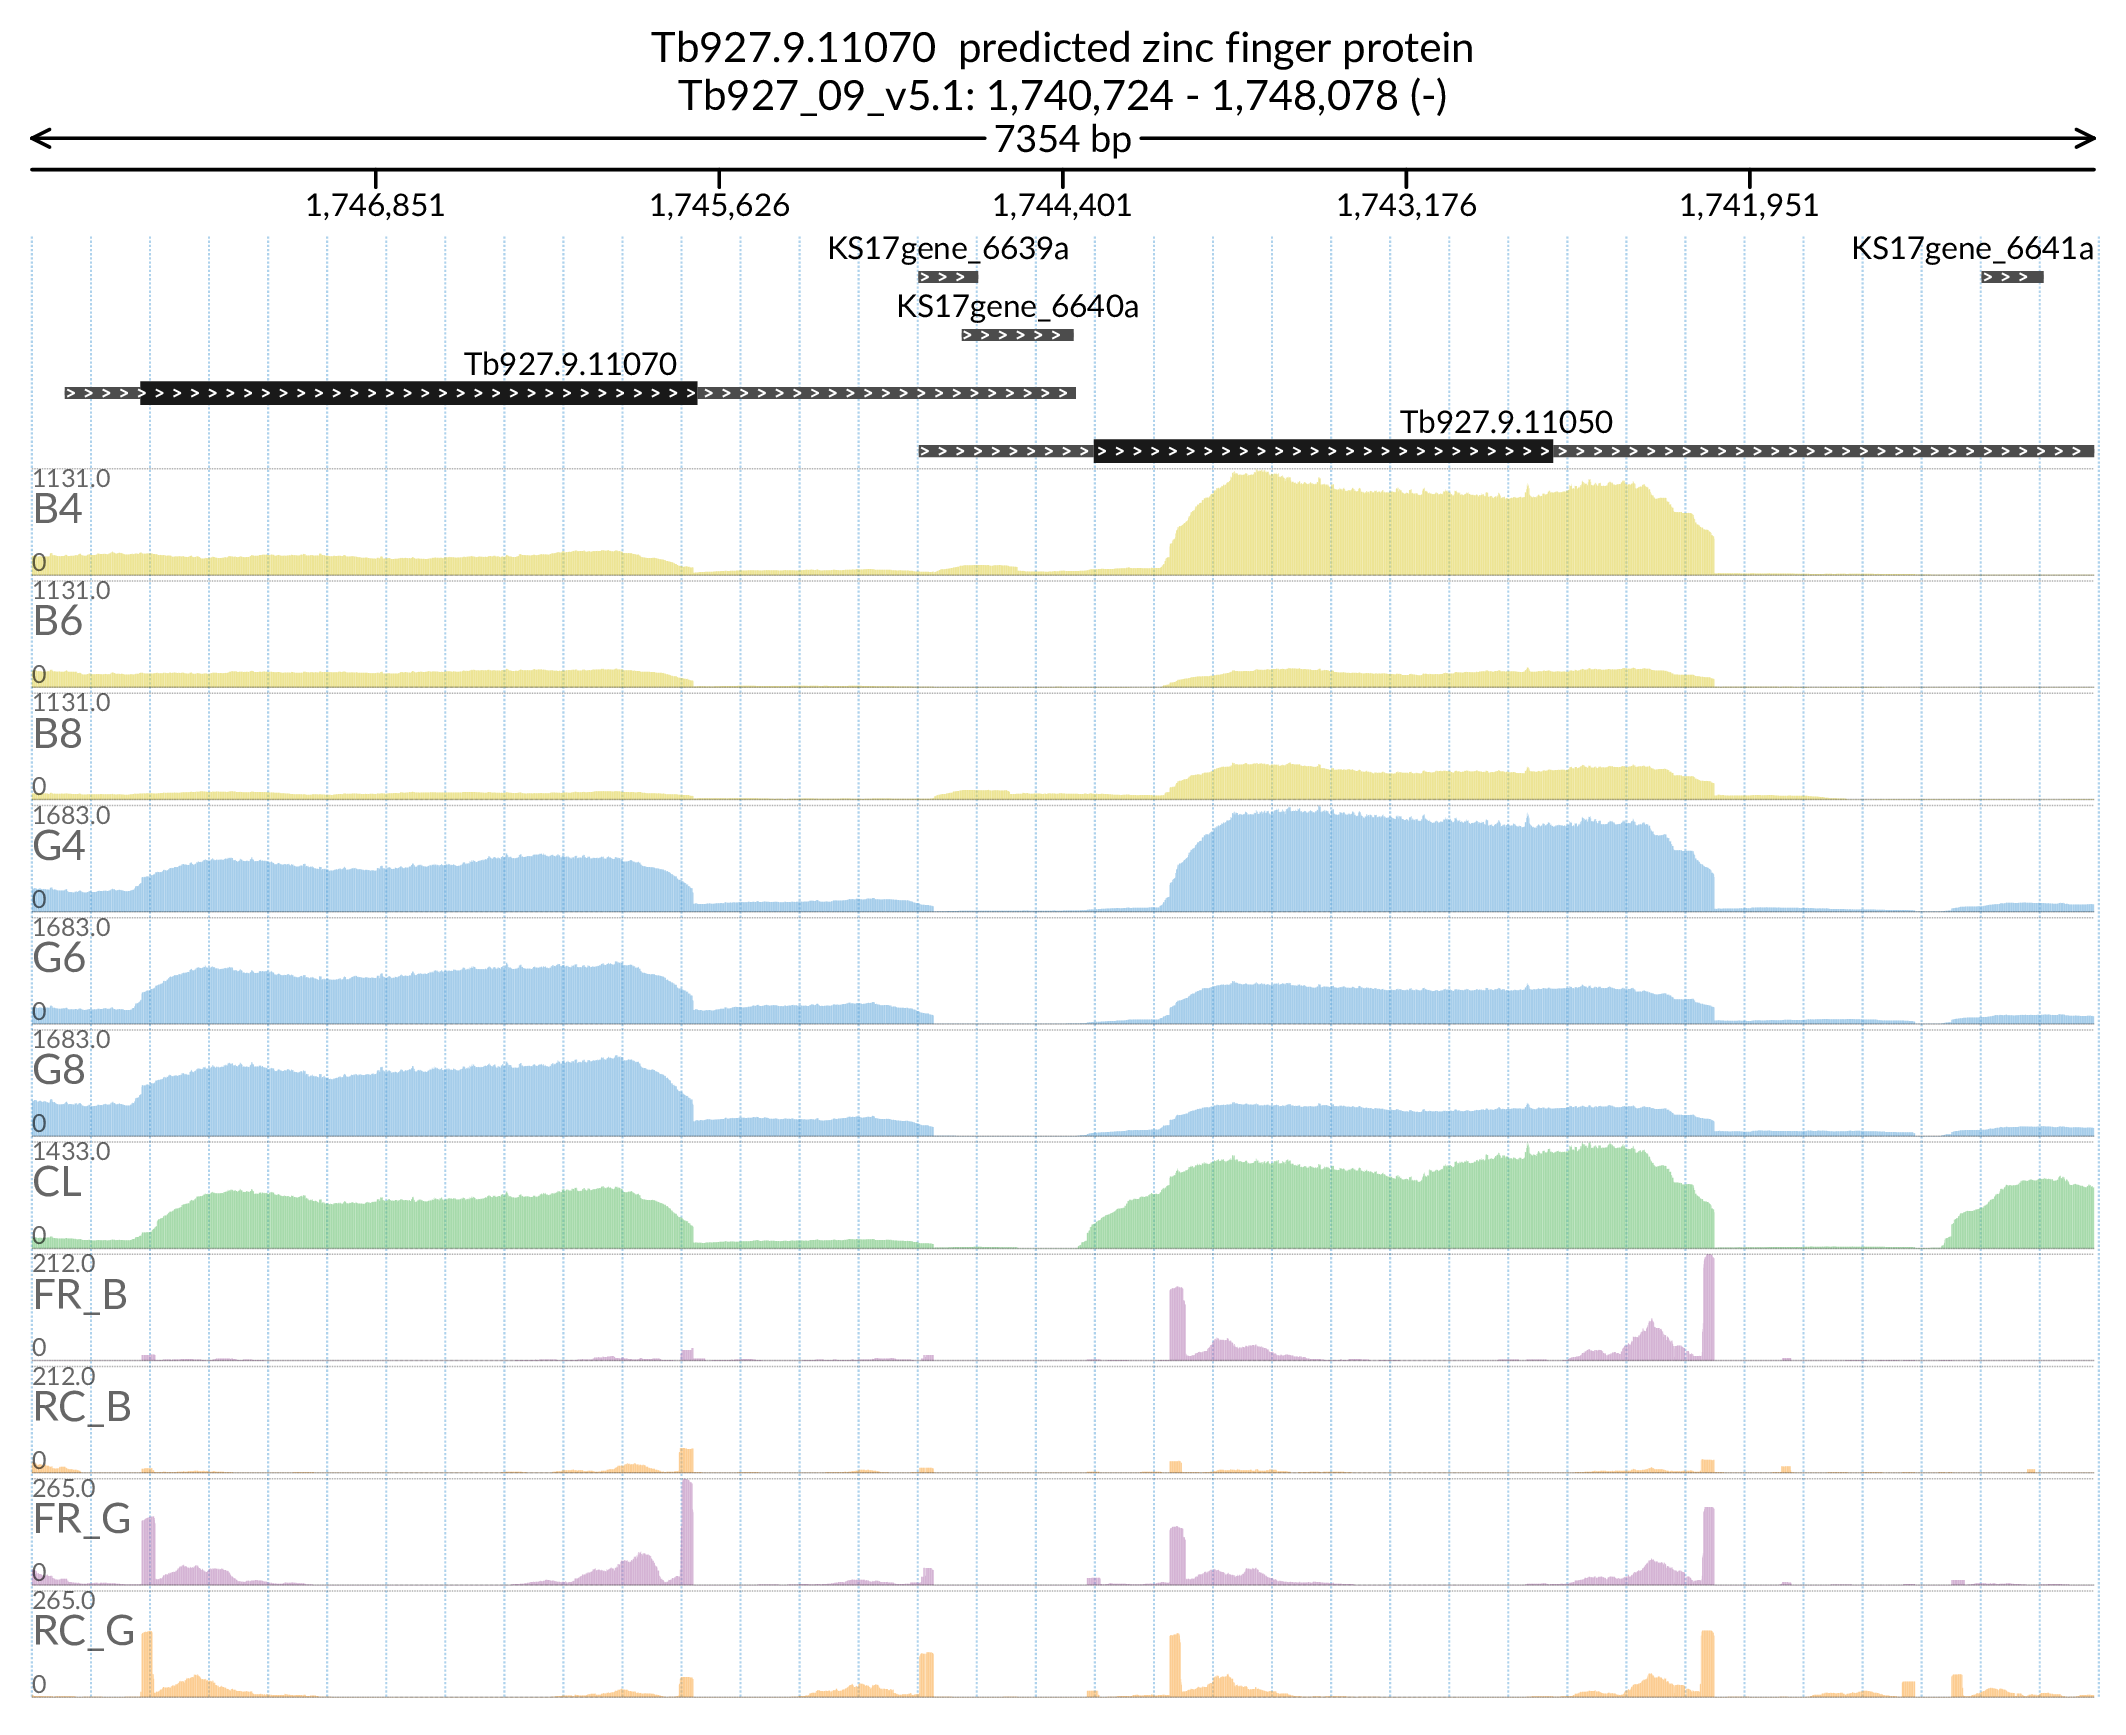 Tb927.9.11070  predicted zinc finger protein
Tb927_09_v5.1: 1,740,724 - 1,748,078 (-)
7354 bp
1,746,851 1,745,626 1,744,401 1,743,176 1,741,951
KS17gene_6639a KS17gene_6641a
KS17gene_6640a
Tb927.9.11070
Tb927.9.11050
1131.0
B4
0
1131.0
B6
0
1131.0
B8
0
1683.0
G4
0
1683.0
G6
0
1683.0
G8
0
1433.0
CL
0
212.0
FR_B
0
212.0
RC_B
0
265.0
FR_G
0
265.0
RC_G
0